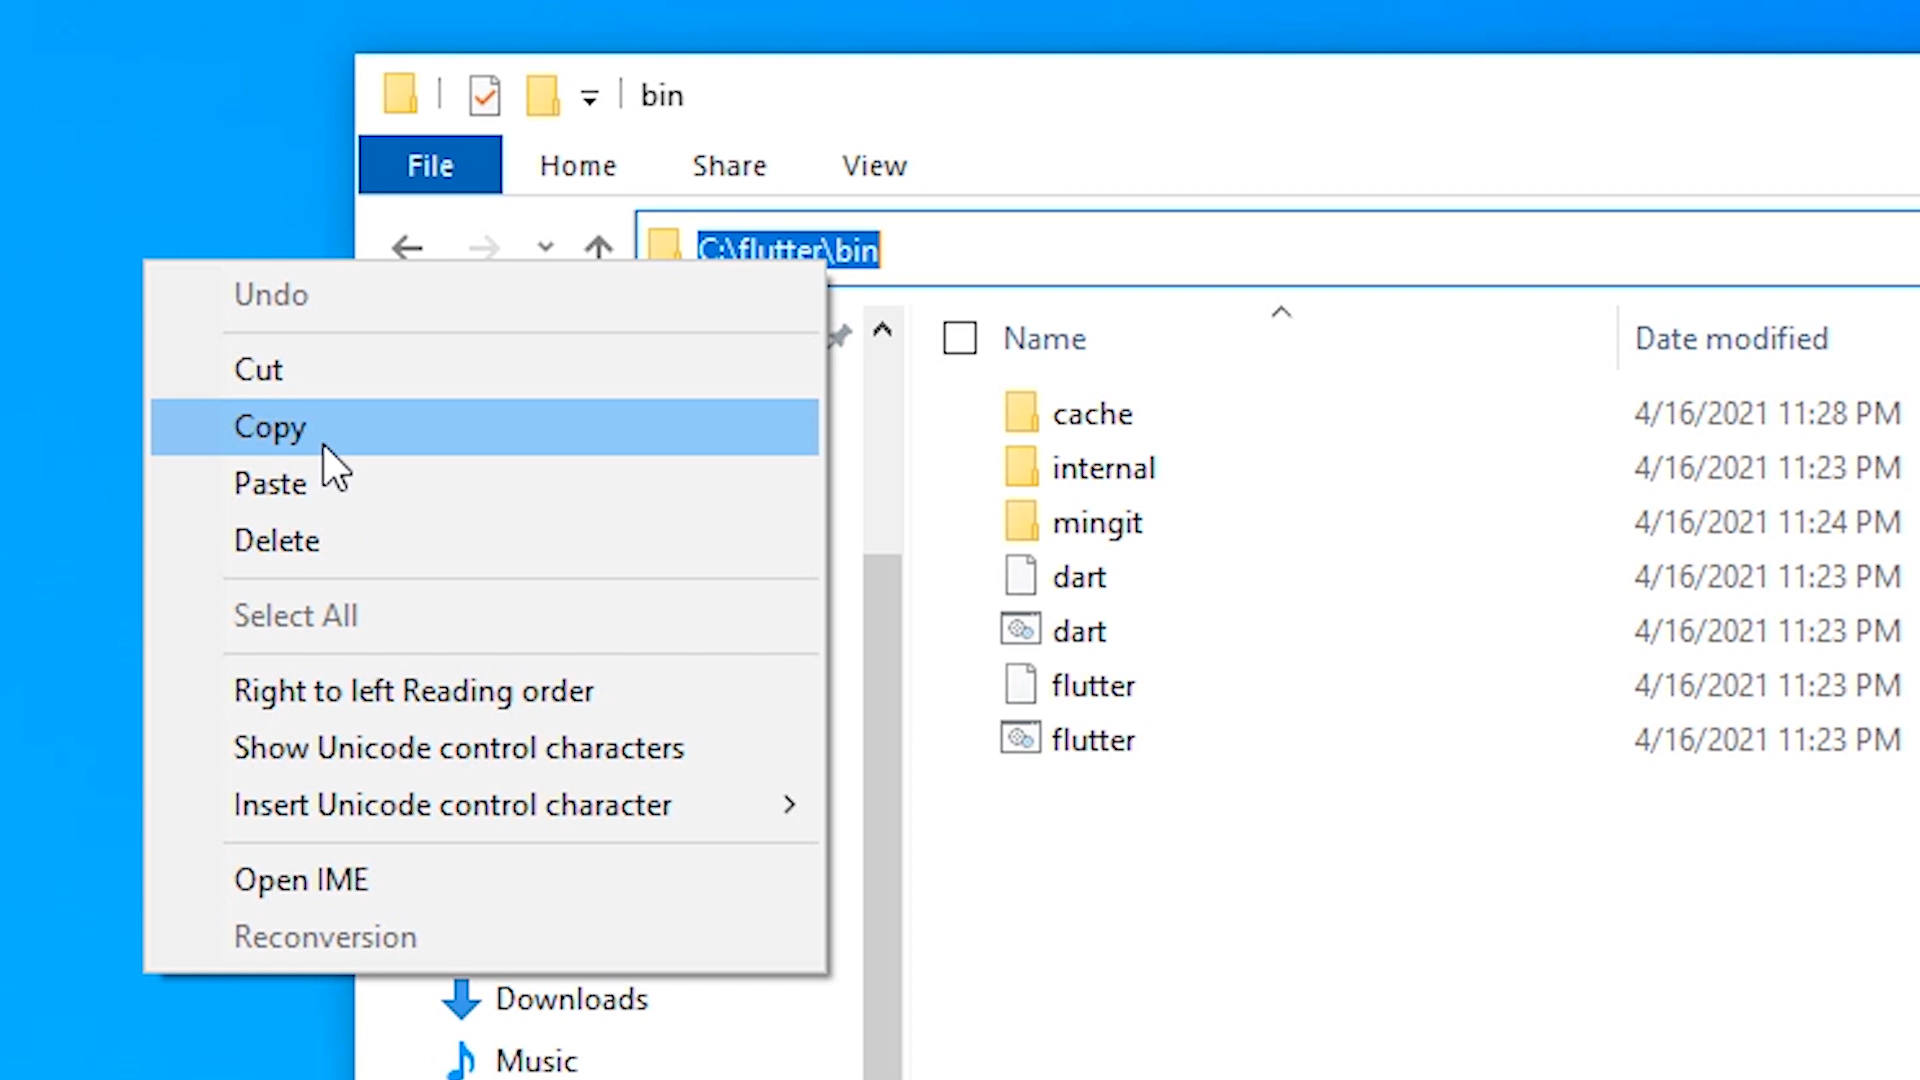 bin
File Home Share View
C:\flutter\bin
Undo
Cut
Copy
Paste
Delete
Select All
Right to left Reading order
Show Unicode control characters
Insert Unicode control character
Open IME
Reconversion
Downloads
Music
Name Date modified
cache 4/16/2021 11:28 PM
internal 4/16/2021 11:23 PM
mingit 4/16/2021 11:24 PM
dart 4/16/2021 11:23 PM
dart 4/16/2021 11:23 PM
flutter 4/16/2021 11:23 PM
flutter 4/16/2021 11:23 PM